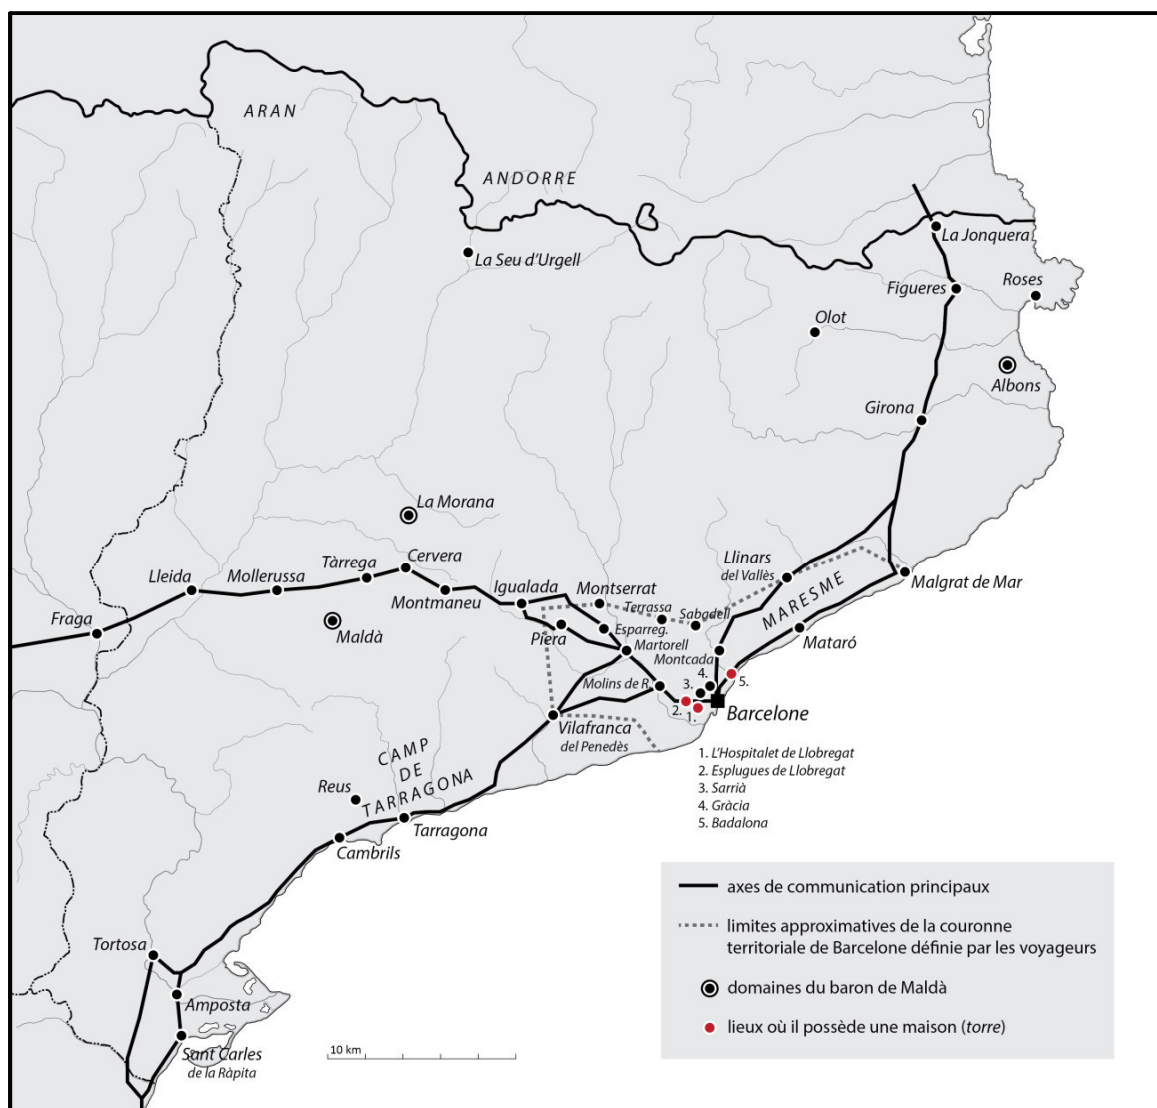 ARAN
ANDORRE
La Seu d'Urgell
La Jonquera
Figueres
Roses
Olot
Albons
Girona
La Morana
Cervera
Tàrrega
Mollerussa
Lleida
Montmaneu
Igualada
Montserrat
Llinars
del Vallès
Malgrat de Mar
MARESME
Terrassa
Sabadell
Fraga
Maldà
Piera
Esparreg.
Martorell
Montcada
Mataró
4.
3.
5.
Molins de R.
2.
1.
Barcelone
Vilafranca
del Penedès
1. L'Hospitalet de Llobregat
2. Esplugues de Llobregat
3. Sarrià
4. Gràcia
5. Badalona
CAMP
DE
TARRAGONA
Reus
Tarragona
Cambrils
axes de communication principaux
limites approximatives de la couronne
territoriale de Barcelone définie par les voyageurs
domaines du baron de Maldà
lieux où il possède une maison (torre)
Tortosa
Amposta
Sant Carles
de la Ràpita
10 km